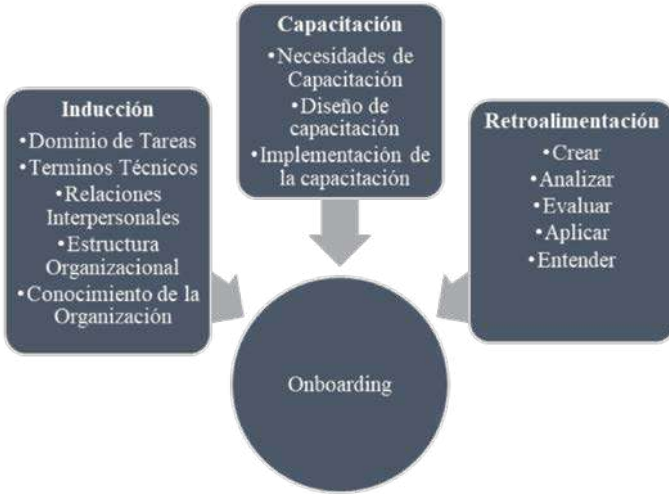 Capacitación
•Necesidades de
Capacitación
•Diseño de
capacitación
•Implementación de
la capacitación
Inducción
•Dominio de Tareas
•Terminos Técnicos
•Relaciones
Interpersonales
•Estructura
Organizacional
•Conocimiento de la
Organización
Retroalimentación
•Crear
•Analizar
•Evaluar
•Aplicar
•Entender
Onboarding